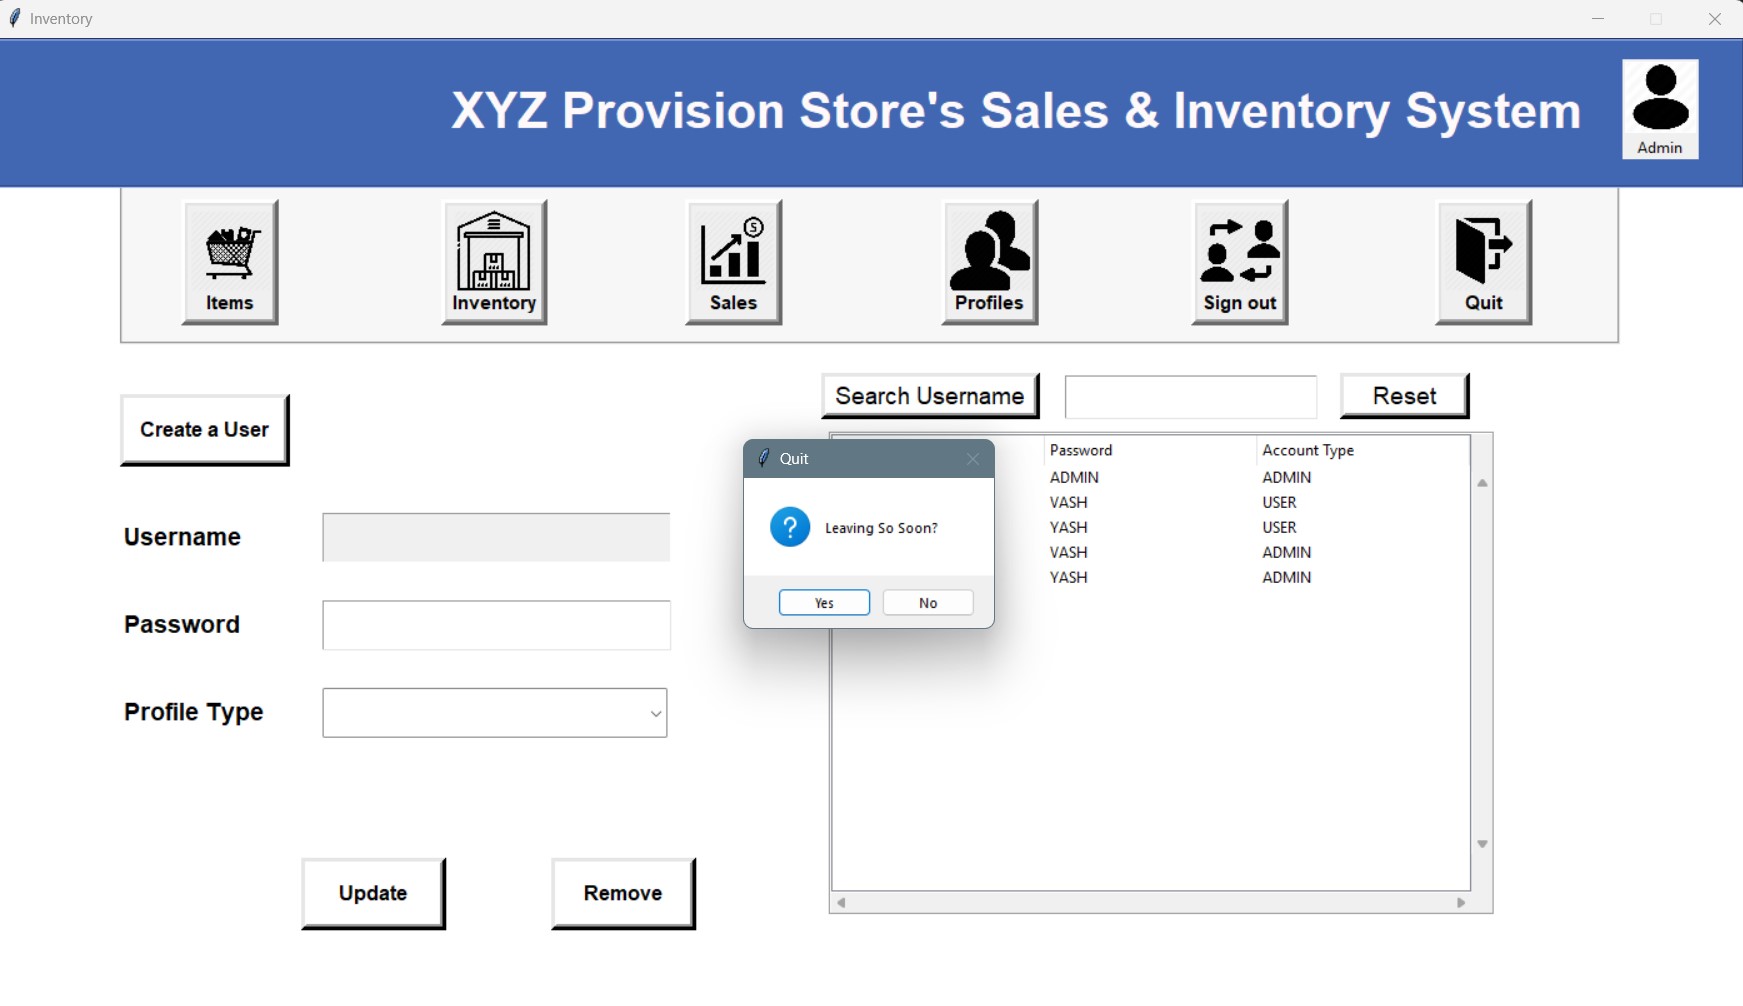 Inventory
XYZ Provision Store's Sales & Inventory System
Admin
Items
Inventory
Sales
Profiles
Sign out
Quit
Create a User
Search Username
Reset
Username
Password
Profile Type
Update
Remove
Password Account Type
ADMIN ADMIN
VASH USER
YASH USER
VASH ADMIN
YASH ADMIN
Quit
Leaving So Soon?
Yes
No